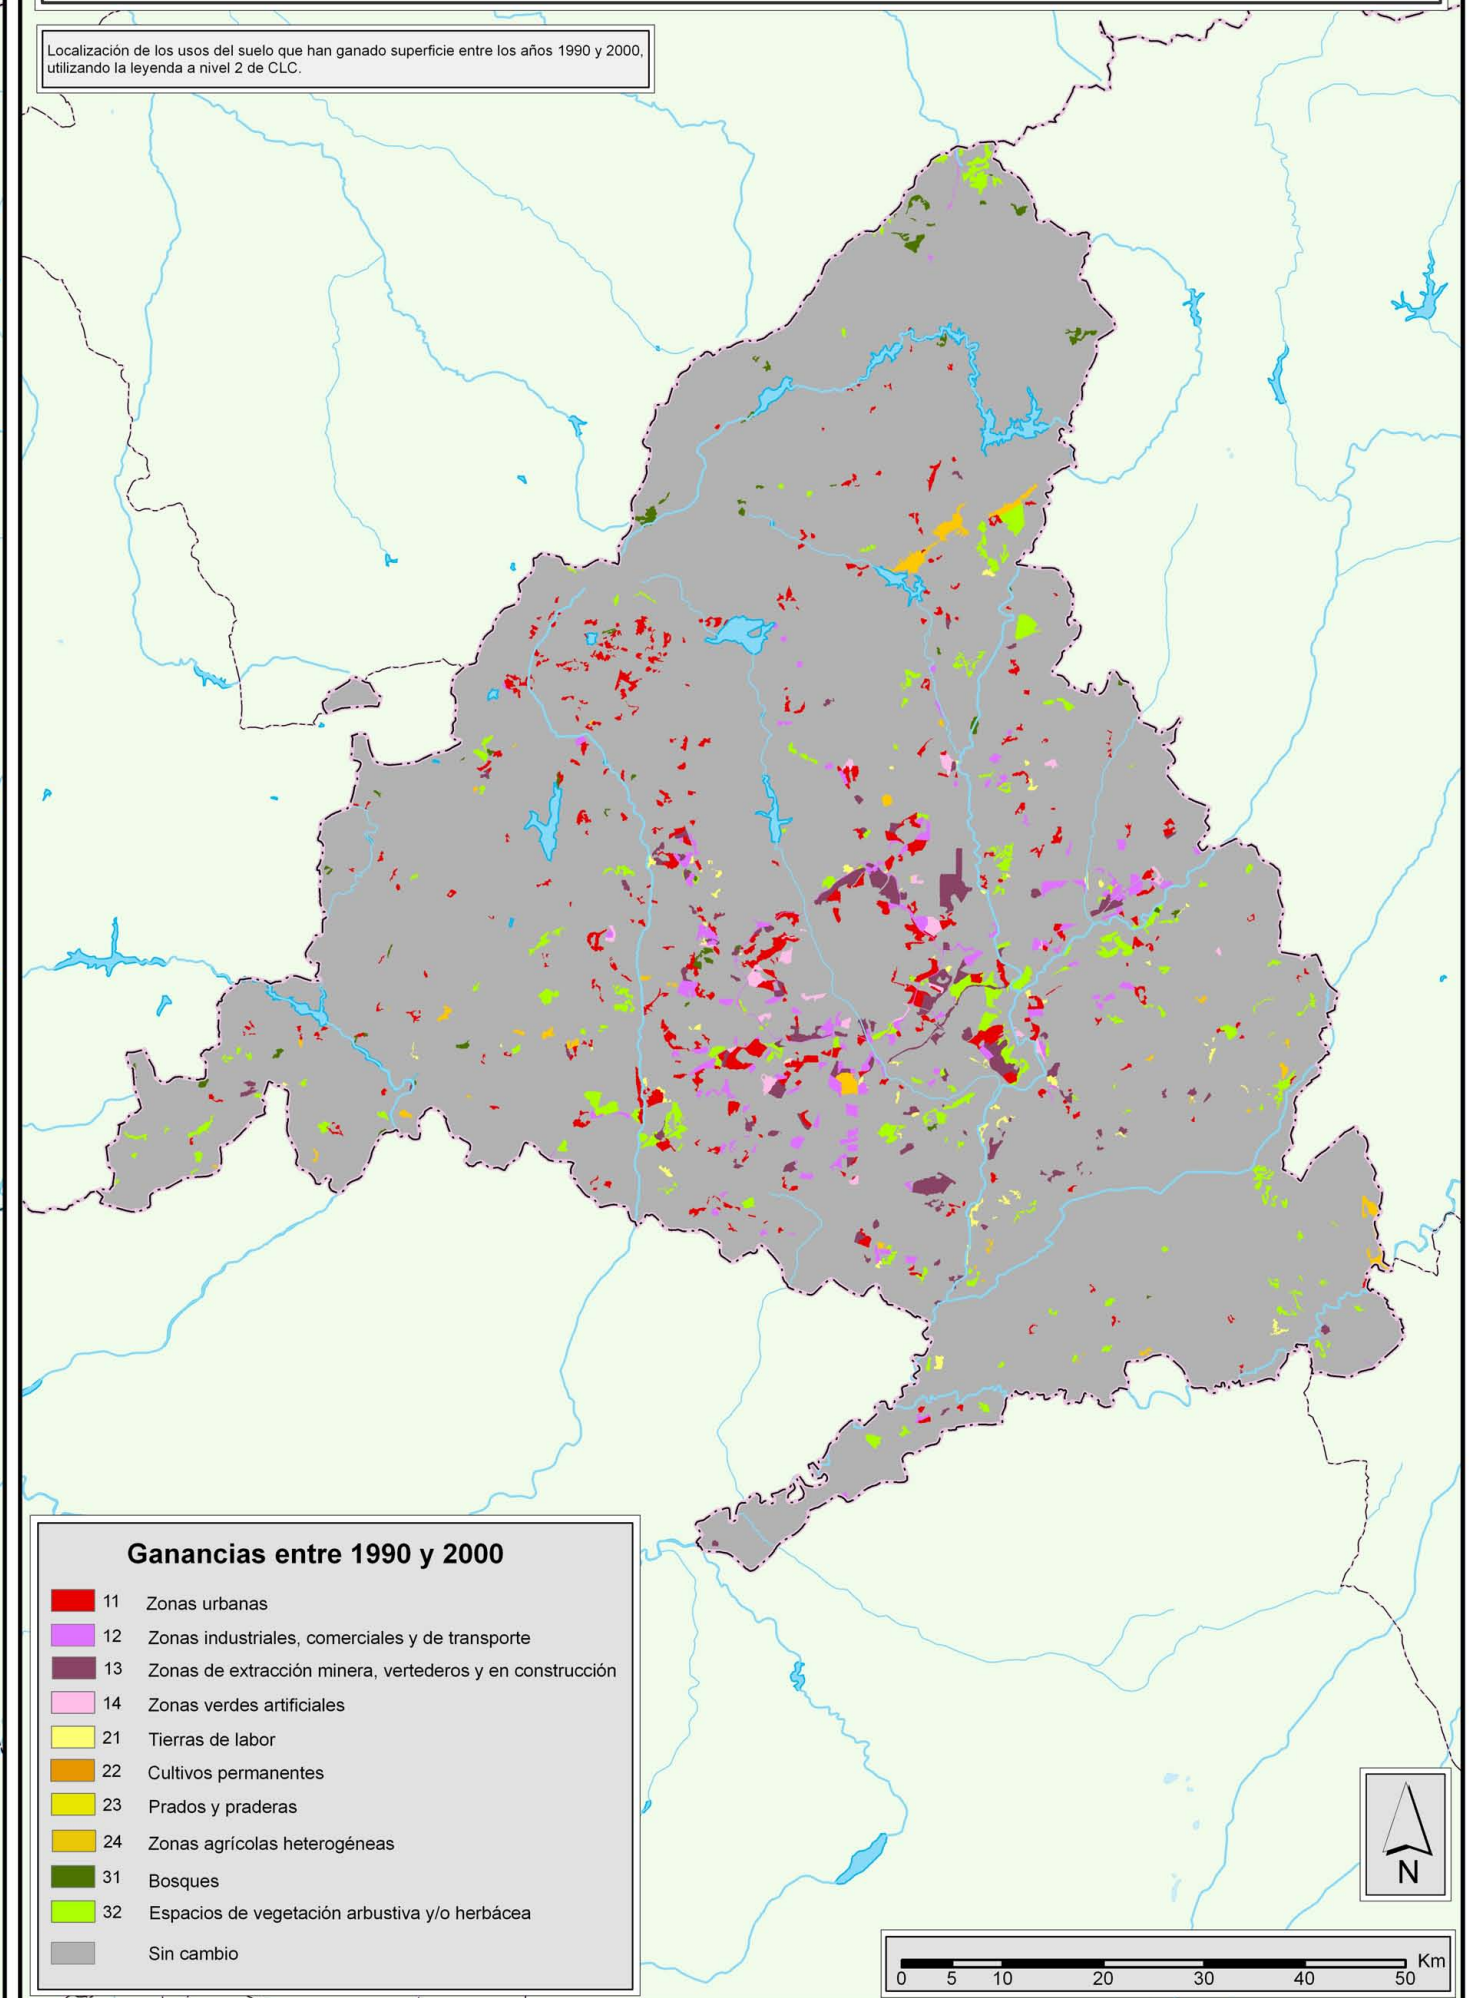 Localización de los usos del suelo que han ganado superficie entre los años 1990 y 2000,
utilizando la leyenda a nivel 2 de CLC.
Ganancias entre 1990 y 2000
11 Zonas urbanas
12 Zonas industriales, comerciales y de transporte
13 Zonas de extracción minera, vertederos y en construcción
14 Zonas verdes artificiales
21 Tierras de labor
22 Cultivos permanentes
23 Prados y praderas
24 Zonas agrícolas heterogéneas
31 Bosques
32 Espacios de vegetación arbustiva y/o herbácea
Sin cambio
N
Km
0 5 10 20 30 40 50